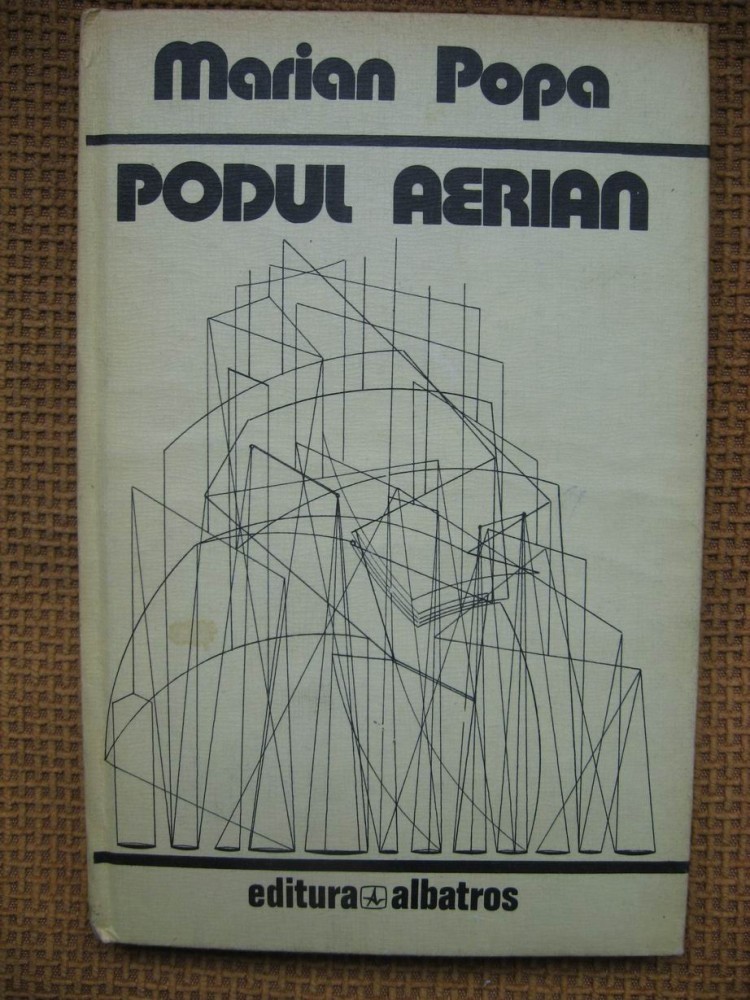 Marian Popa
PODUL AERIAN
editura albatros